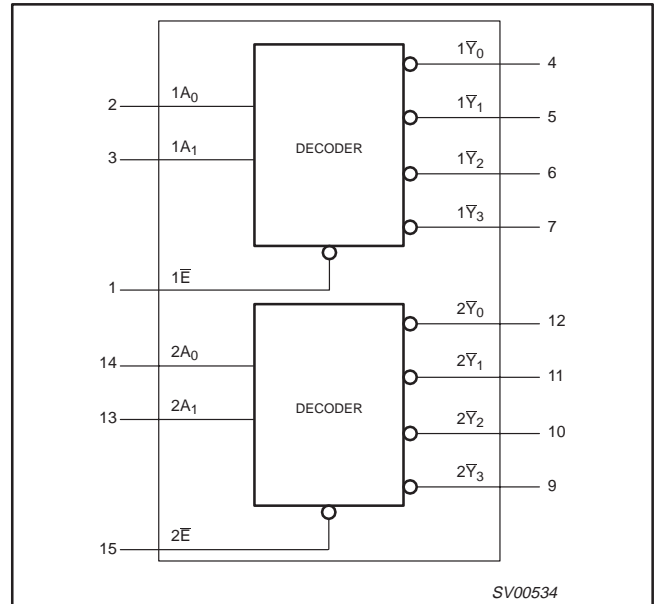 1Y̅₀
4
2
1A₀
1Y̅₁
5
3
1A₁
DECODER
1Y̅₂
6
1Y̅₃
7
1
1E̅
2Y̅₀
12
14
2A₀
2Y̅₁
11
13
2A₁
DECODER
2Y̅₂
10
2Y̅₃
9
15
2E̅
SV00534